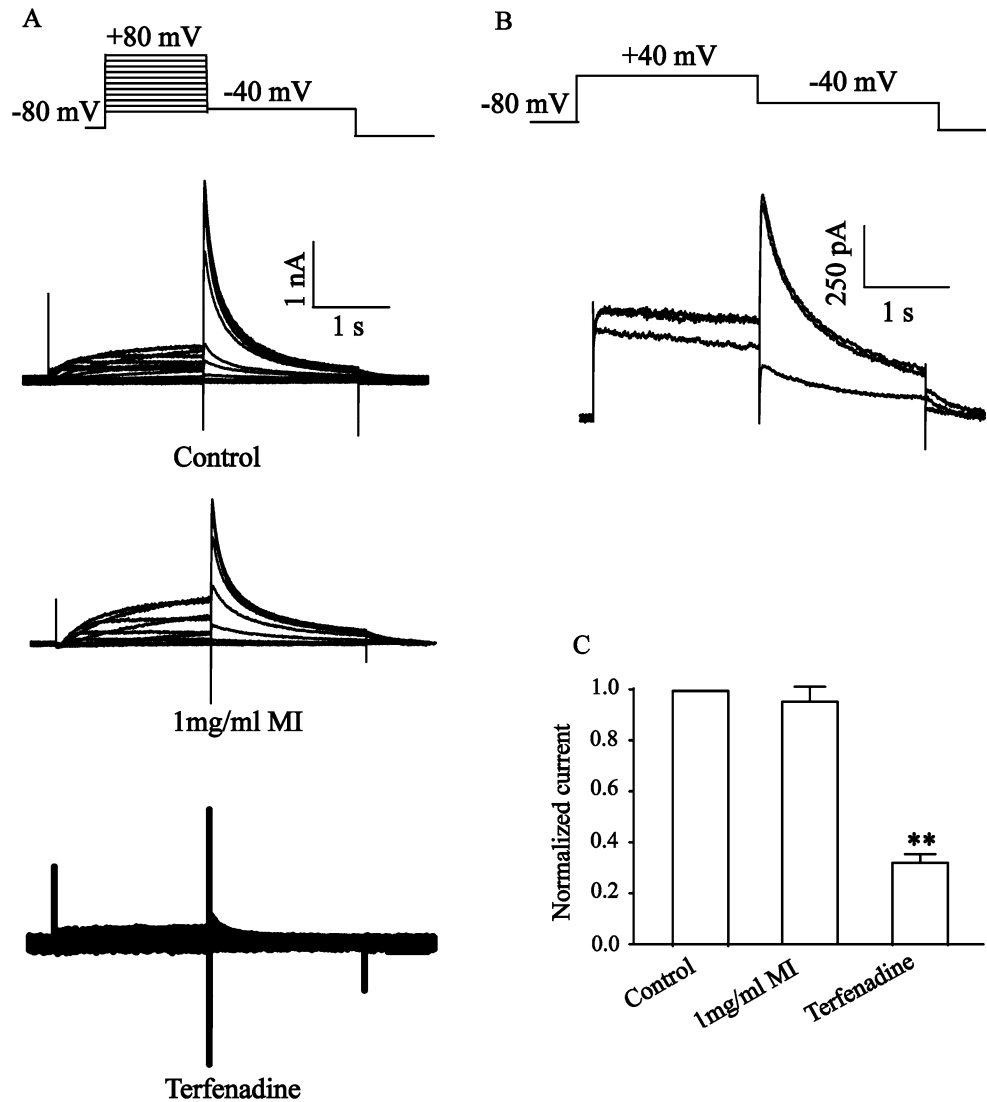 A
+80 mV
-80 mV
-40 mV
1 nA
1 s
Control
1mg/ml MI
Terfenadine
B
+40 mV
-80 mV
-40 mV
250 pA
1 s
C
Normalized current
1.0
0.8
0.6
0.4
0.2
0.0
**
Control
1mg/ml MI
Terfenadine